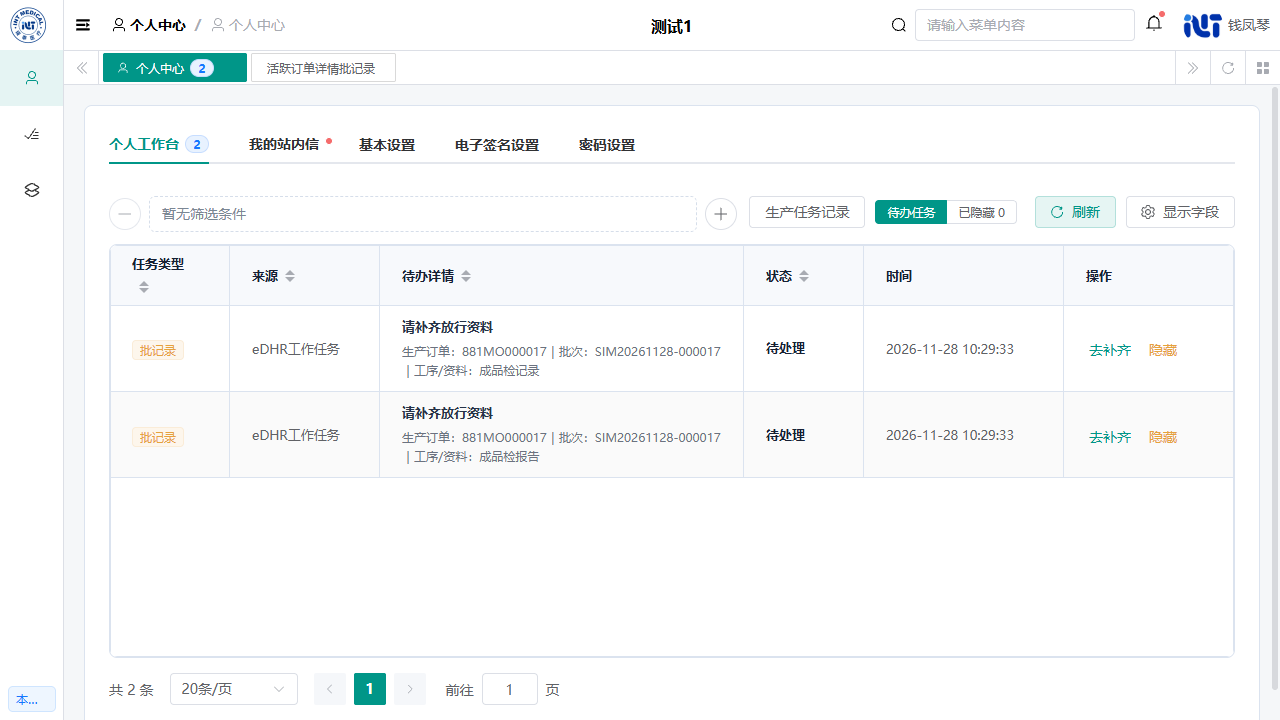 个人中心 / 个人中心
测试1
请输入菜单内容
钱凤琴
个人中心 2
活跃订单详情批记录
个人工作台 2
我的站内信
基本设置
电子签名设置
密码设置
暂无筛选条件
生产任务记录
待办任务
已隐藏 0
刷新
显示字段
任务类型
来源
待办详情
状态
时间
操作
批记录
eDHR工作任务
请补齐放行资料
生产订单：881MO000017 | 批次：SIM20261128-000017
| 工序/资料：成品检记录
待处理
2026-11-28 10:29:33
去补齐
隐藏
批记录
eDHR工作任务
请补齐放行资料
生产订单：881MO000017 | 批次：SIM20261128-000017
| 工序/资料：成品检报告
待处理
2026-11-28 10:29:33
去补齐
隐藏
本...
共 2 条
20条/页
1
前往
1
页